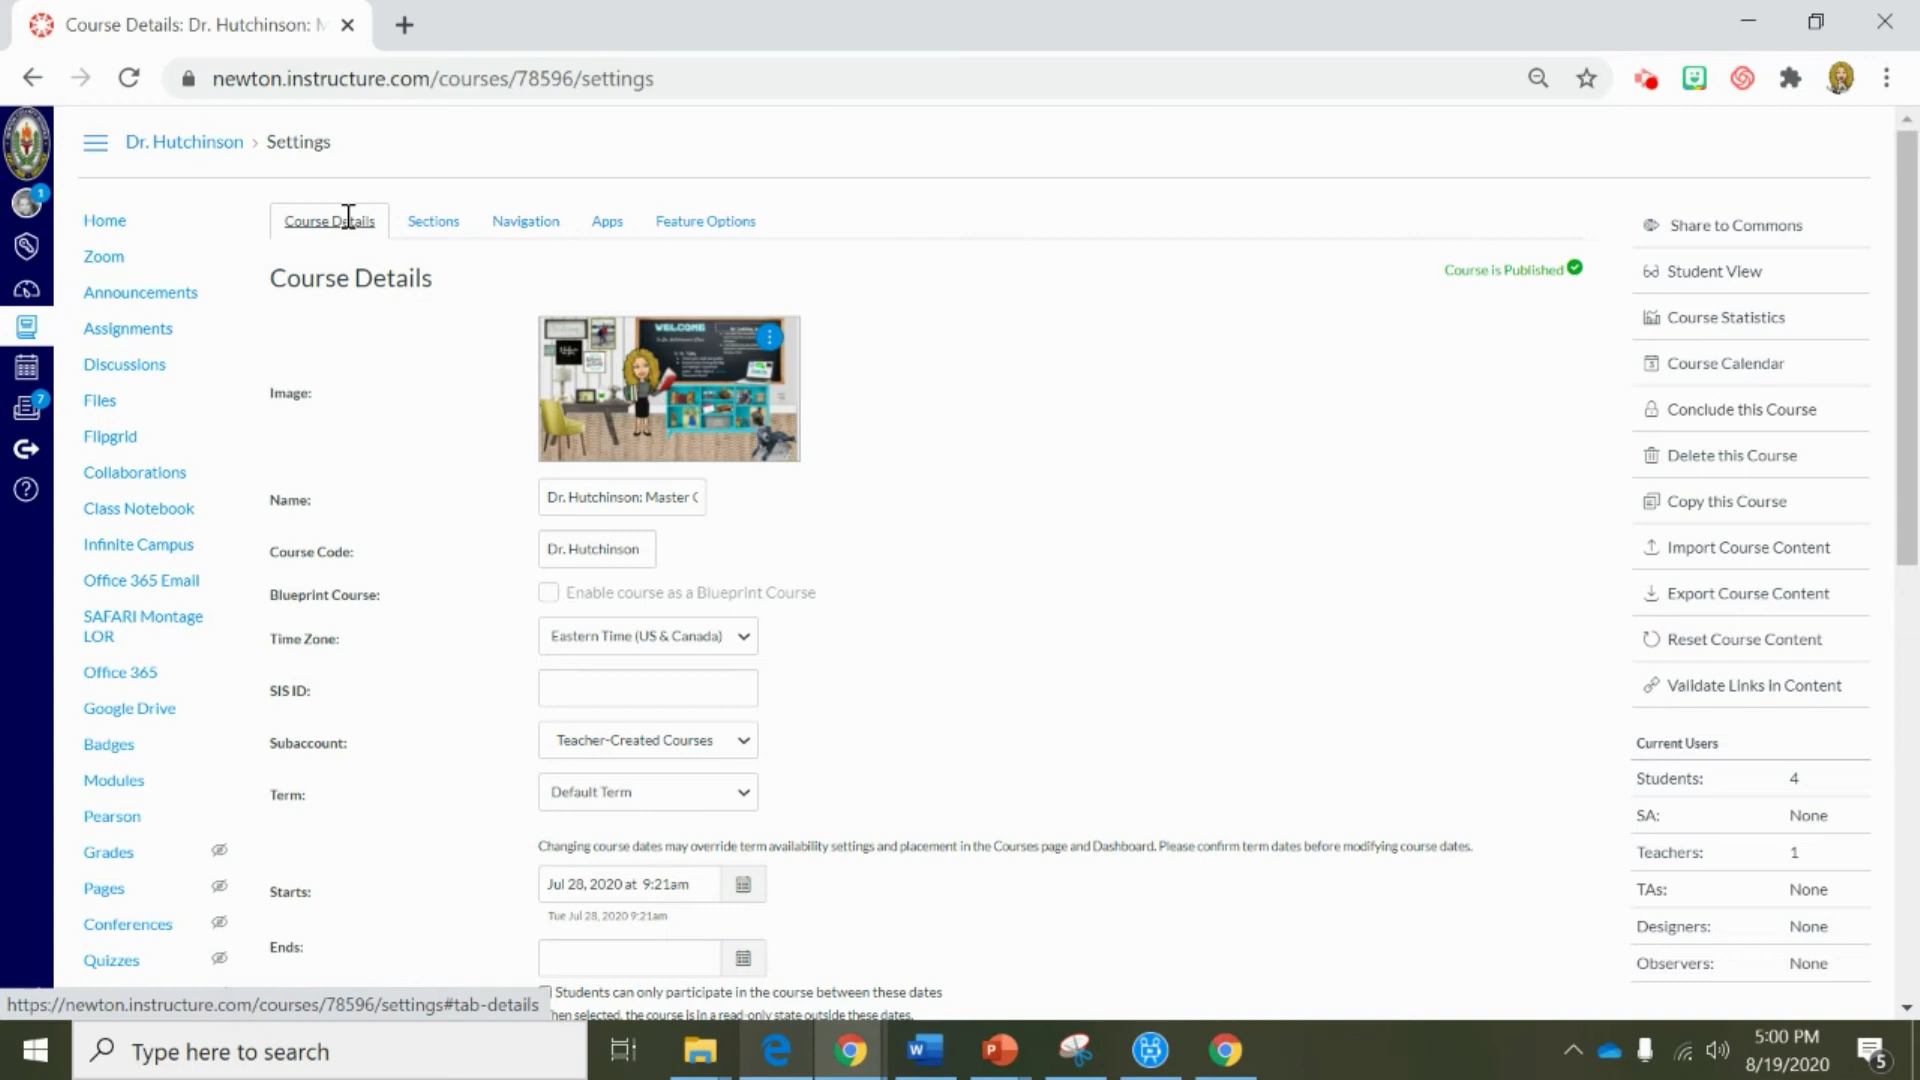 Course Details: Dr. Hutchinson: M
newton.instructure.com/courses/78596/settings
Dr. Hutchinson › Settings
1
7
Home
Zoom
Announcements
Assignments
Discussions
Files
Flipgrid
Collaborations
Class Notebook
Infinite Campus
Office 365 Email
SAFARI Montage
LOR
Office 365
Google Drive
Badges
Modules
Pearson
Grades
Pages
Conferences
Quizzes
Course Details Sections Navigation Apps Feature Options
Course Details
Course is Published
Image:
WELCOME
Name: Dr. Hutchinson: Master C
Course Code: Dr. Hutchinson
Blueprint Course: Enable course as a Blueprint Course
Time Zone: Eastern Time (US & Canada)
SIS ID:
Subaccount: Teacher-Created Courses
Term: Default Term
Changing course dates may override term availability settings and placement in the Courses page and Dashboard. Please confirm term dates before modifying course dates.
Starts: Jul 28, 2020 at 9:21am
Tue Jul 28, 2020 9:21am
Ends:
Students can only participate in the course between these dates
hen selected, the course is in a read-only state outside these dates.
Share to Commons
Student View
Course Statistics
Course Calendar
Conclude this Course
Delete this Course
Copy this Course
Import Course Content
Export Course Content
Reset Course Content
Validate Links in Content
Current Users
Students: 4
SA: None
Teachers: 1
TAs: None
Designers: None
Observers: None
https://newton.instructure.com/courses/78596/settings#tab-details
Type here to search
5:00 PM
8/19/2020
5